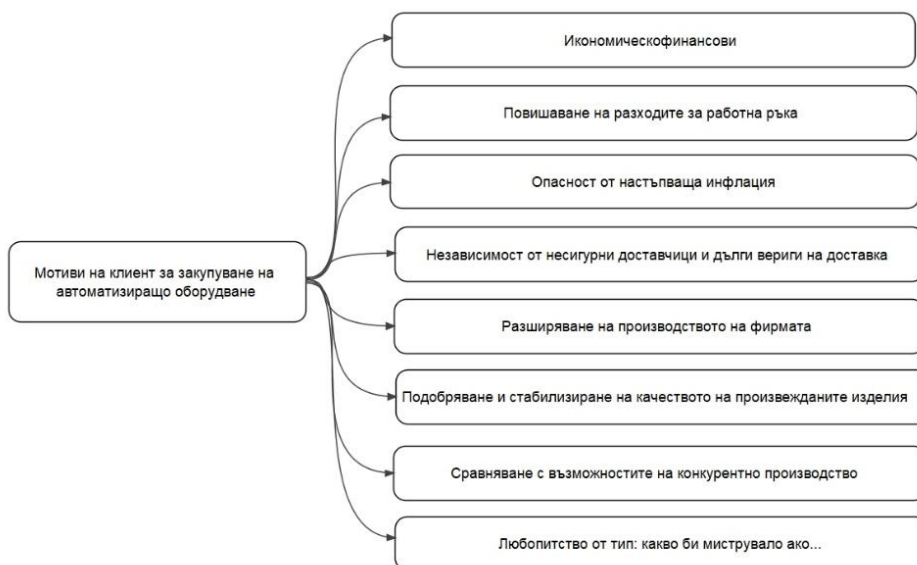 Икономическофинансови
Повишаване на разходите за работна ръка
Опасност от настъпваща инфлация
Мотиви на клиент за закупуване на
автоматизиращо оборудване
Независимост от несигурни доставчици и дълги вериги на доставка
Разширяване на производството на фирмата
Подобряване и стабилизиране на качеството на произвежданите изделия
Сравняване с възможностите на конкурентно производство
Любопитство от тип: какво би миструвало ако...